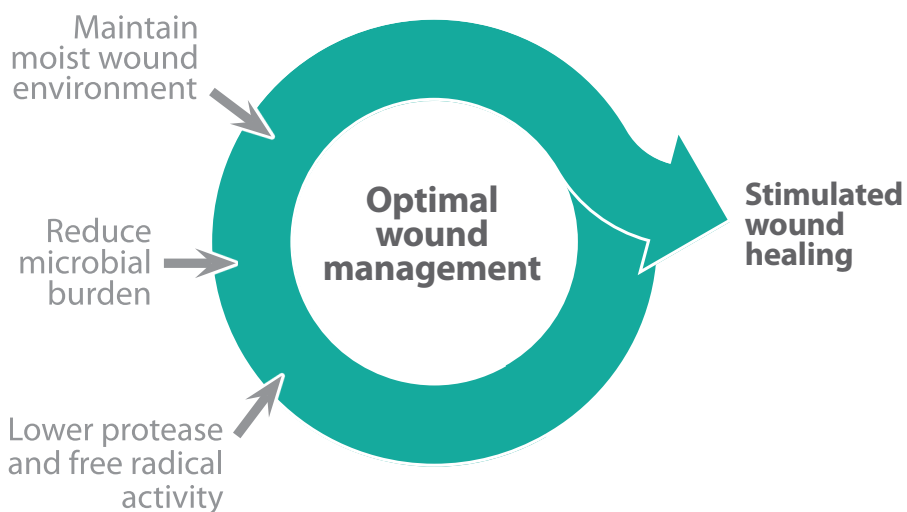 Maintain
moist wound
environment
Reduce
microbial
burden
Lower protease
and free radical
activity
Optimal
wound
management
Stimulated
wound
healing